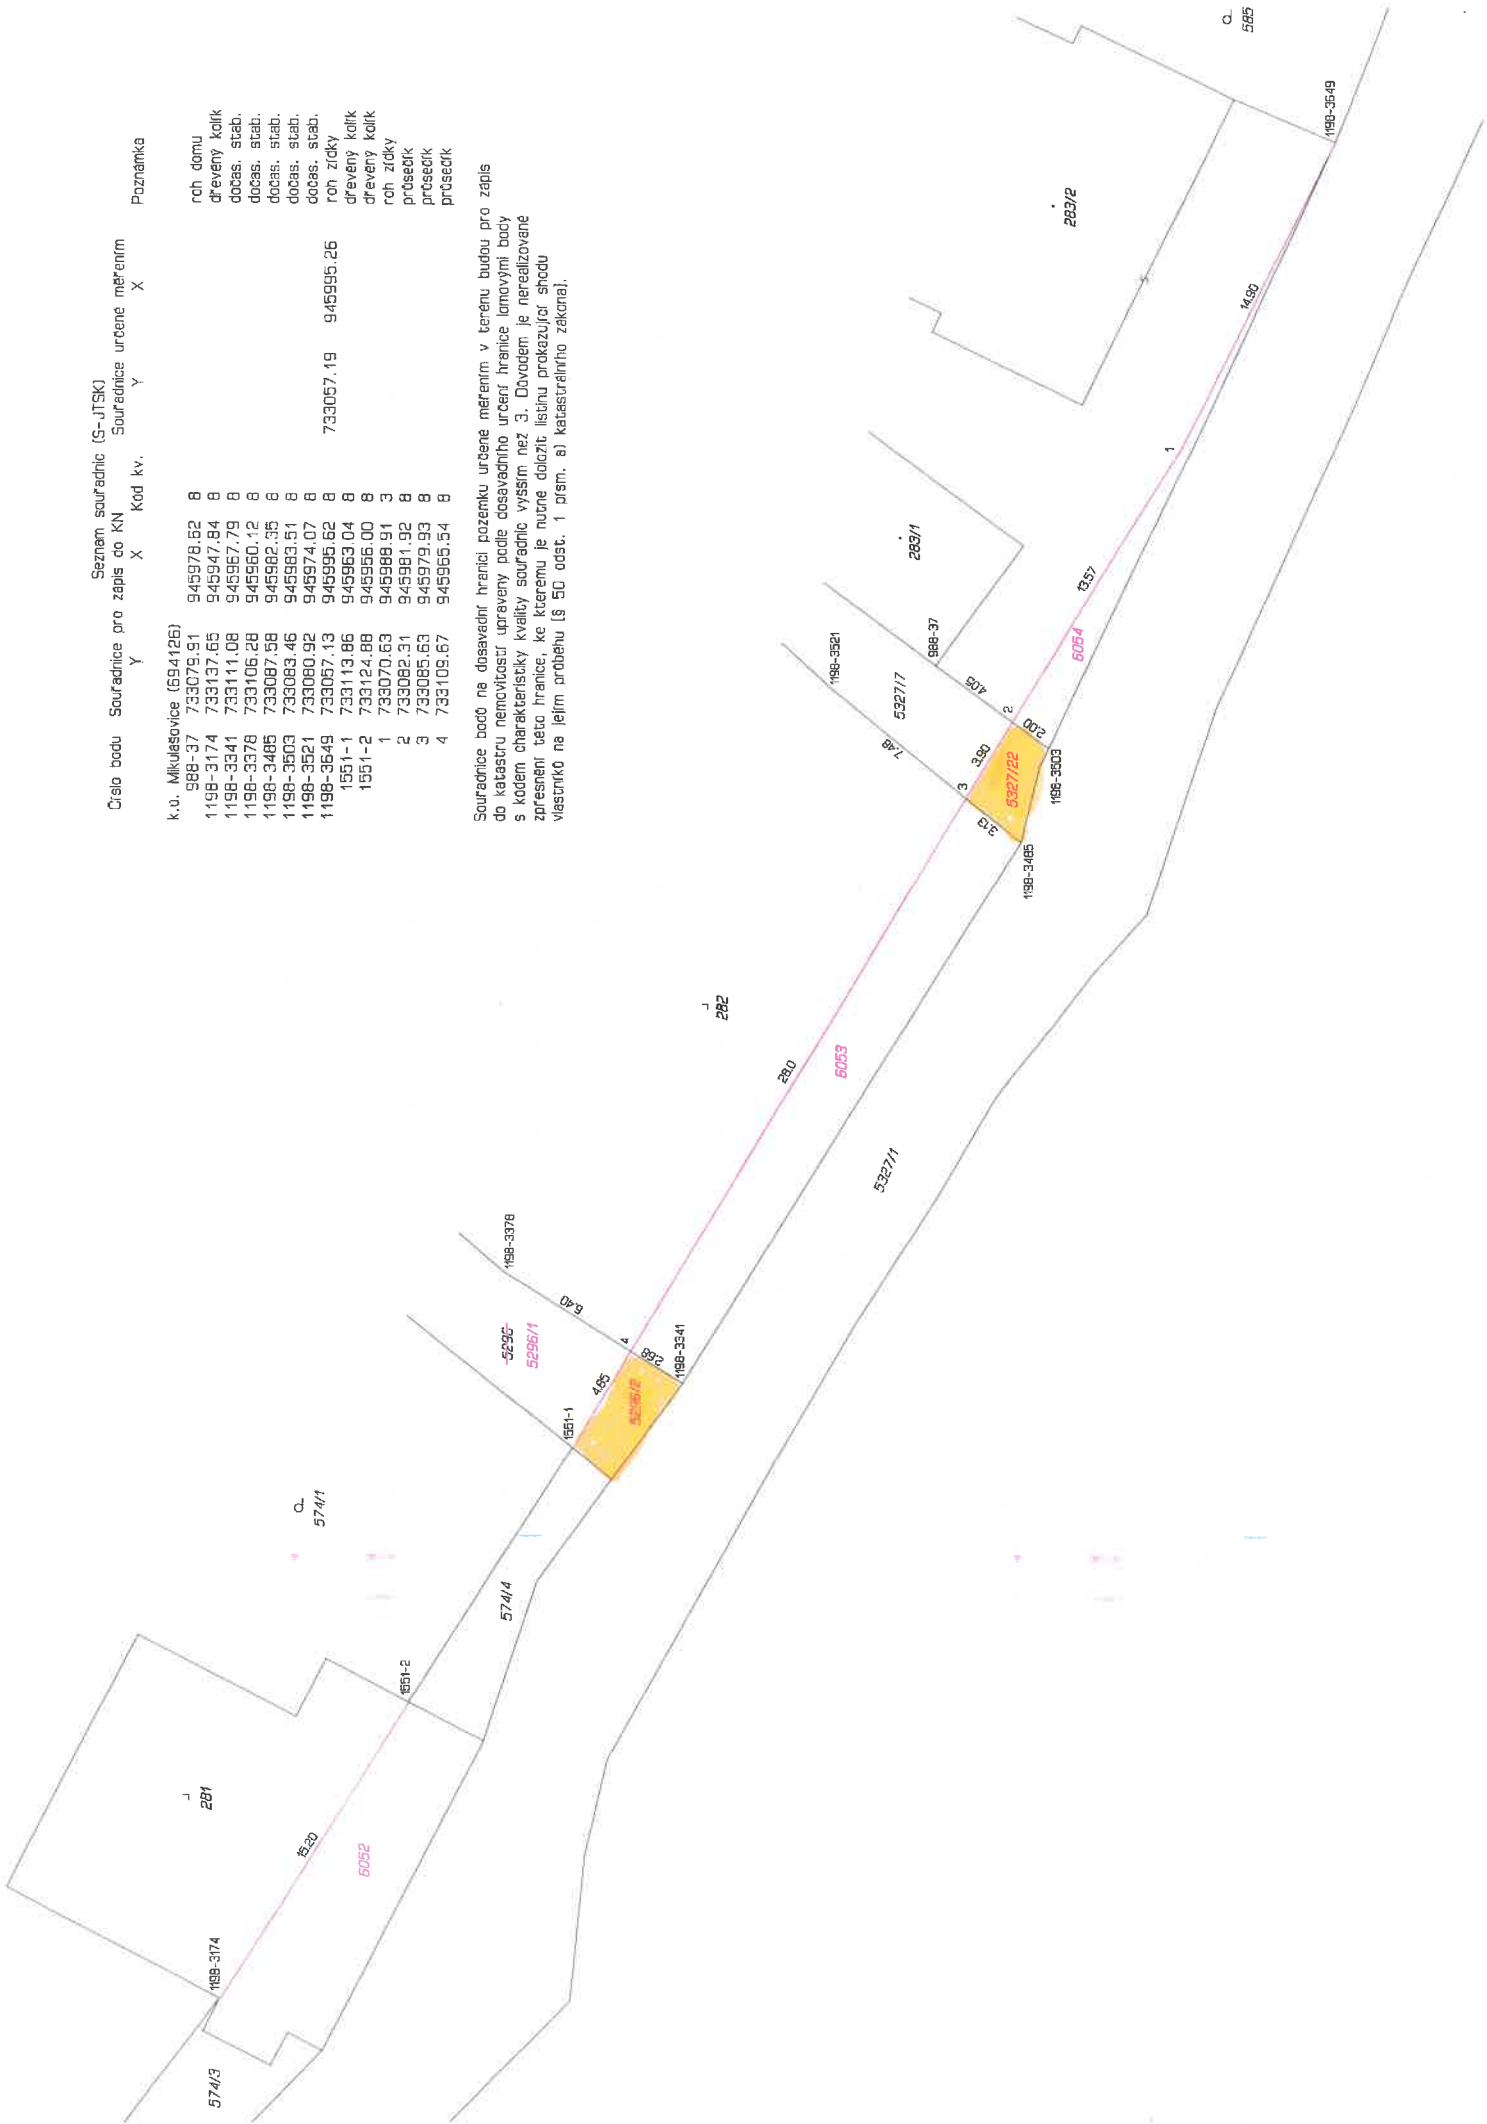 Seznam souřadnic (S-JTSK)
Číslo bodu Souřadnice pro zápis do KN Souřadnice určené měřením
Y X Kód kv. Y X Poznámka
k.ú. Mikulášovice (694126)
988-37 733079.91 945978.62 8 roh domu
1198-3174 733137.65 945947.84 8 dřevěný kolík
1198-3341 733111.08 945967.79 8 dočas. stab.
1198-3378 733106.28 945960.12 8 dočas. stab.
1198-3485 733087.58 945982.35 8 dočas. stab.
1198-3503 733083.46 945983.51 8 dočas. stab.
1198-3521 733080.92 945974.07 8 dočas. stab.
1198-3649 733057.13 945995.62 8 733057.19 945995.26 roh zídky
1551-1 733113.86 945963.04 8 dřevěný kolík
1551-2 733124.88 945956.00 8 dřevěný kolík
1 733070.63 945988.91 3 roh zídky
2 733082.31 945981.92 8 průsečík
3 733085.63 945979.93 8 průsečík
4 733109.67 945965.54 8 průsečík
Souřadnice bodů na dosavadní hranici pozemku určené měřením v terénu budou pro zápis
do katastru nemovitostí upraveny podle dosavadního určení hranice lomovými body
s kódem charakteristiky kvality souřadnic vyšším než 3. Důvodem je nerealizované
zpřesnění této hranice, ke kterému je nutné doložit listinu prokazující shodu
vlastníků na jejím průběhu [§ 50 odst. 1 písm. a) katastrálního zákona].
574/3
1198-3174
281
15.20
6052
1551-2
574/1
574/4
1551-1
4.85
5296
5296/1
5296/2
4
2.68
1198-3341
6.40
1198-3378
282
28.0
6053
5327/1
3
3.13
1198-3485
3.90
5327/22
7.48
1198-3521
5327/7
2
2.00
1198-3503
4.05
988-37
283/1
13.57
6054
1
283/2
14.90
1198-3649
585